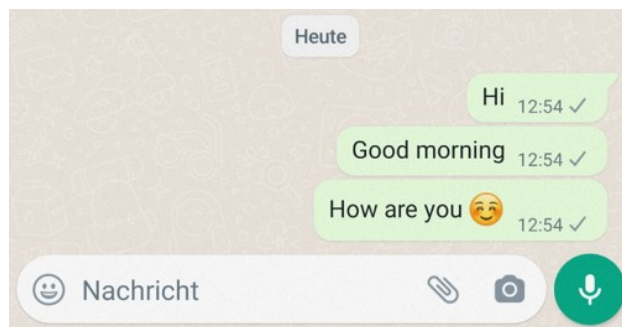 Heute
Hi 12:54 ✓
Good morning 12:54 ✓
How are you ☺️ 12:54 ✓
Nachricht